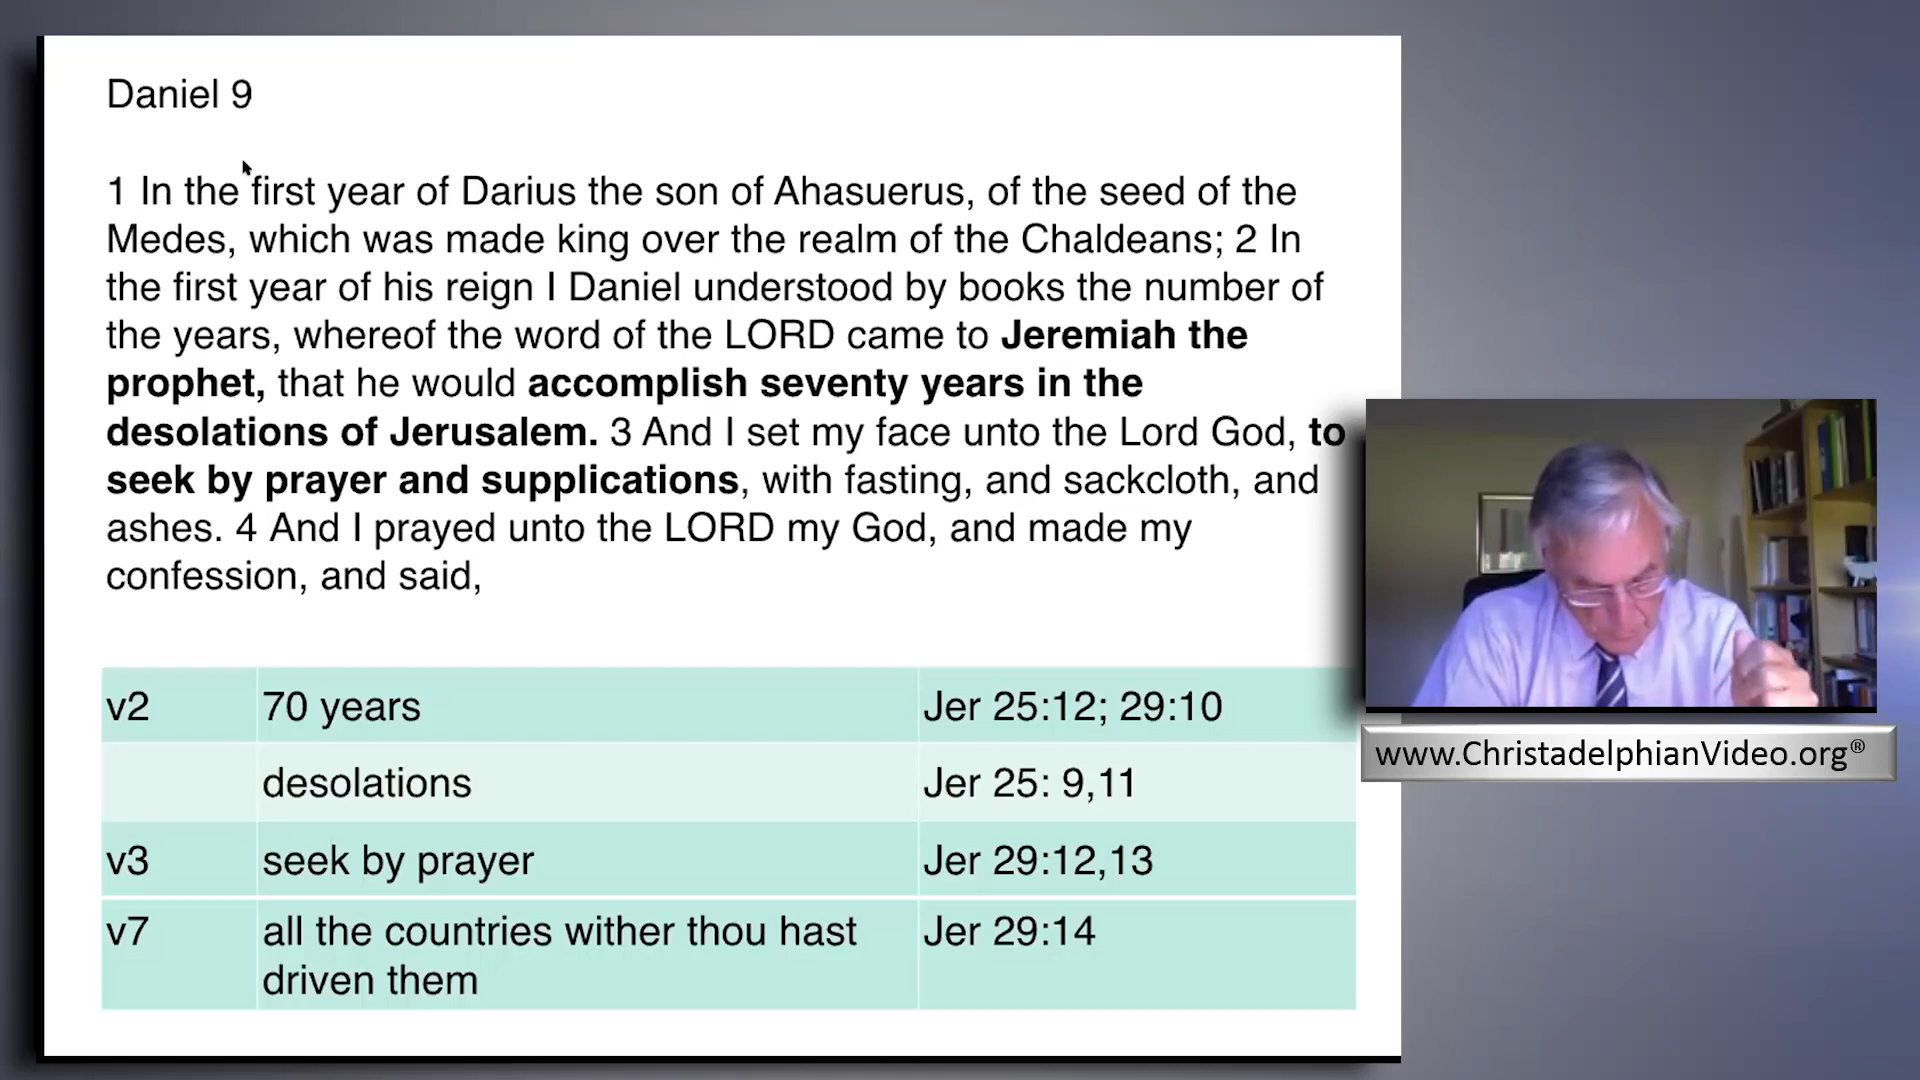 Daniel 9
1 In the first year of Darius the son of Ahasuerus, of the seed of the
Medes, which was made king over the realm of the Chaldeans; 2 In
the first year of his reign I Daniel understood by books the number of
the years, whereof the word of the LORD came to Jeremiah the
prophet, that he would accomplish seventy years in the
desolations of Jerusalem. 3 And I set my face unto the Lord God, to
seek by prayer and supplications, with fasting, and sackcloth, and
ashes. 4 And I prayed unto the LORD my God, and made my
confession, and said,
v2 70 years Jer 25:12; 29:10
desolations Jer 25: 9,11
v3 seek by prayer Jer 29:12,13
v7 all the countries wither thou hast Jer 29:14
driven them
www.ChristadelphianVideo.org®